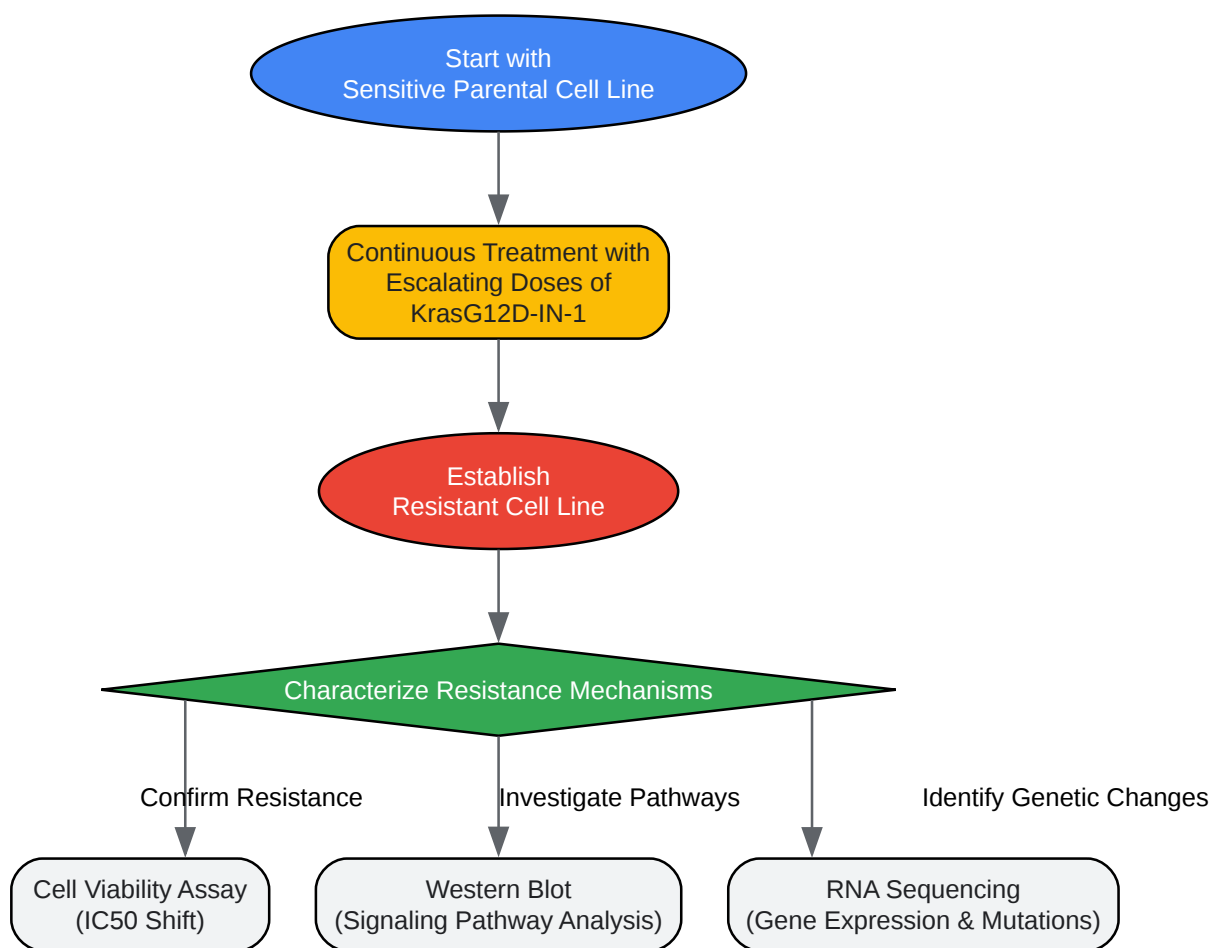 Start with
Sensitive Parental Cell Line
Continuous Treatment with
Escalating Doses of
KrasG12D-IN-1
Establish
Resistant Cell Line
Characterize Resistance Mechanisms
Confirm Resistance
Investigate Pathways
Identify Genetic Changes
Cell Viability Assay
(IC50 Shift)
Western Blot
(Signaling Pathway Analysis)
RNA Sequencing
(Gene Expression & Mutations)